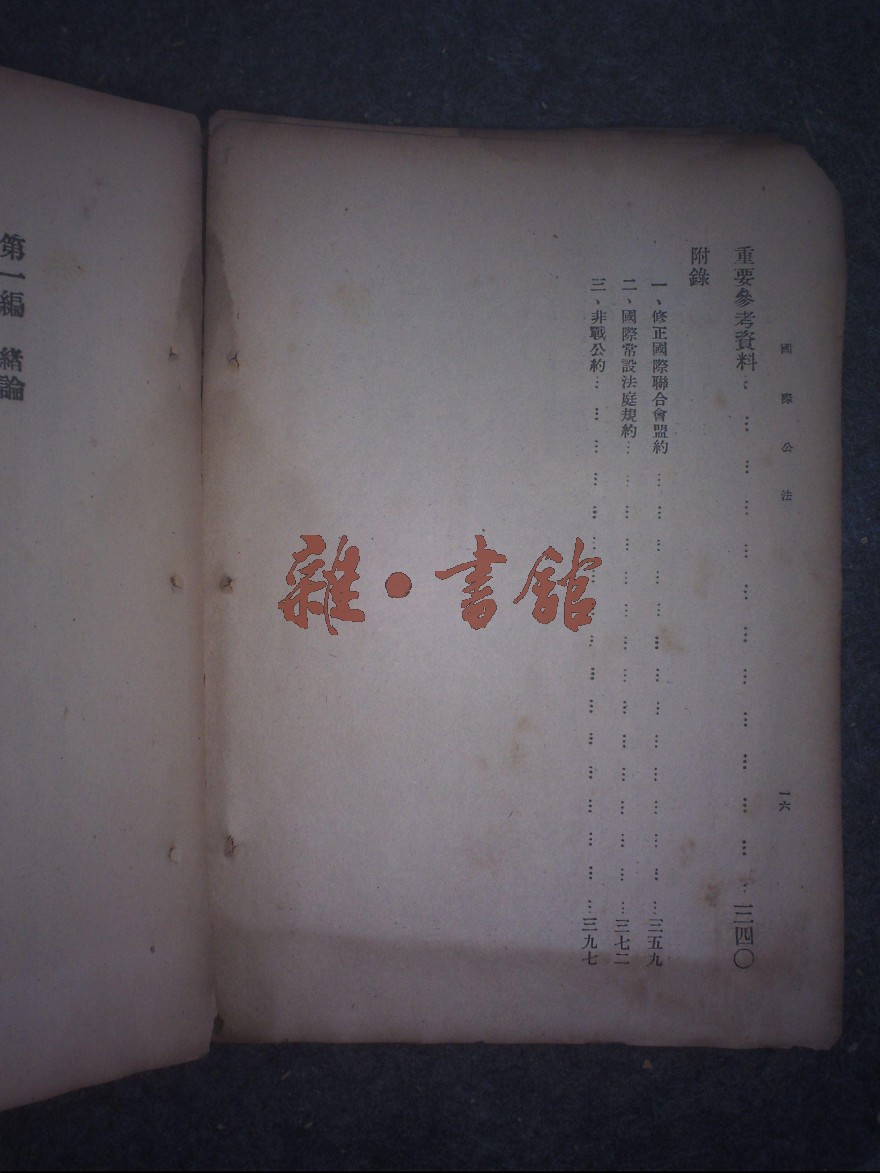 國際公法
一六
重要參考資料……………………………三四〇
附錄
一、修正國際聯合會盟約……………………………三五九
二、國際常設法庭規約……………………………三七二
三、非戰公約……………………………三九七
第一編 緒論
雜·書館